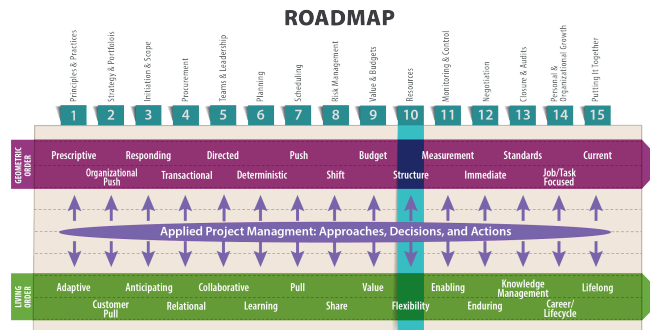 ROADMAP
Principles & Practices
Strategy & Portfolois
Initiation & Scope
Procurement
Teams & Leadership
Planning
Scheduling
Risk Management
Value & Budgets
Resources
Monitoring & Control
Negotiation
Closure & Audits
Personal &
Organizational Growth
Putting It Together
1 2 3 4 5 6 7 8 9 10 11 12 13 14 15
GEOMETRIC
ORDER
Prescriptive Responding Directed Push Budget Measurement Standards Current
Organizational
Push
Transactional Deterministic Shift Structure Immediate
Job/Task
Focused
Applied Project Managment: Approaches, Decisions, and Actions
LIVING
ORDER
Adaptive Anticipating Collaborative Pull Value Enabling
Knowledge
Management
Lifelong
Customer
Pull
Relational Learning Share Flexibility Enduring
Career/
Lifecycle